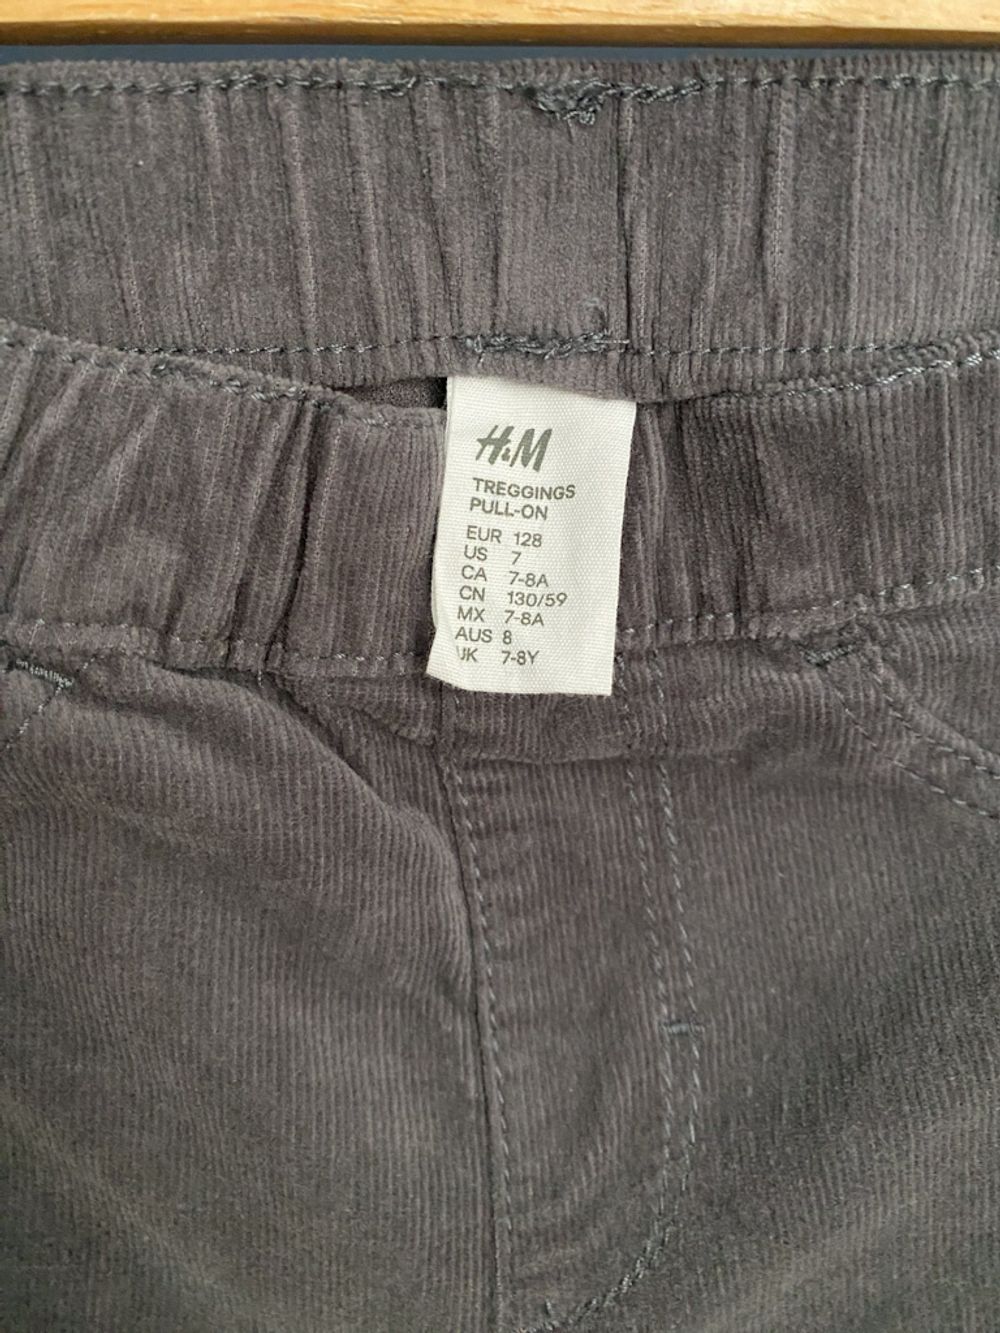 H&M
TREGGINGS
PULL-ON
EUR 128
US 7
CA 7-8A
CN 130/59
MX 7-8A
AUS 8
UK 7-8Y